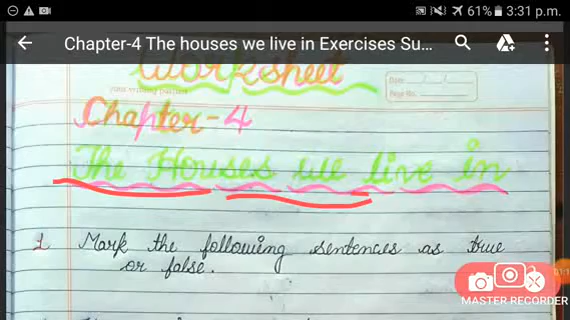 61% 3:31 p.m.
Chapter-4 The houses we live in Exercises Su...
Worksheet
Date
Page No.
Chapter-4
The Houses we live in
1 Mark the following sentences as true
or false.
MASTER RECORDER